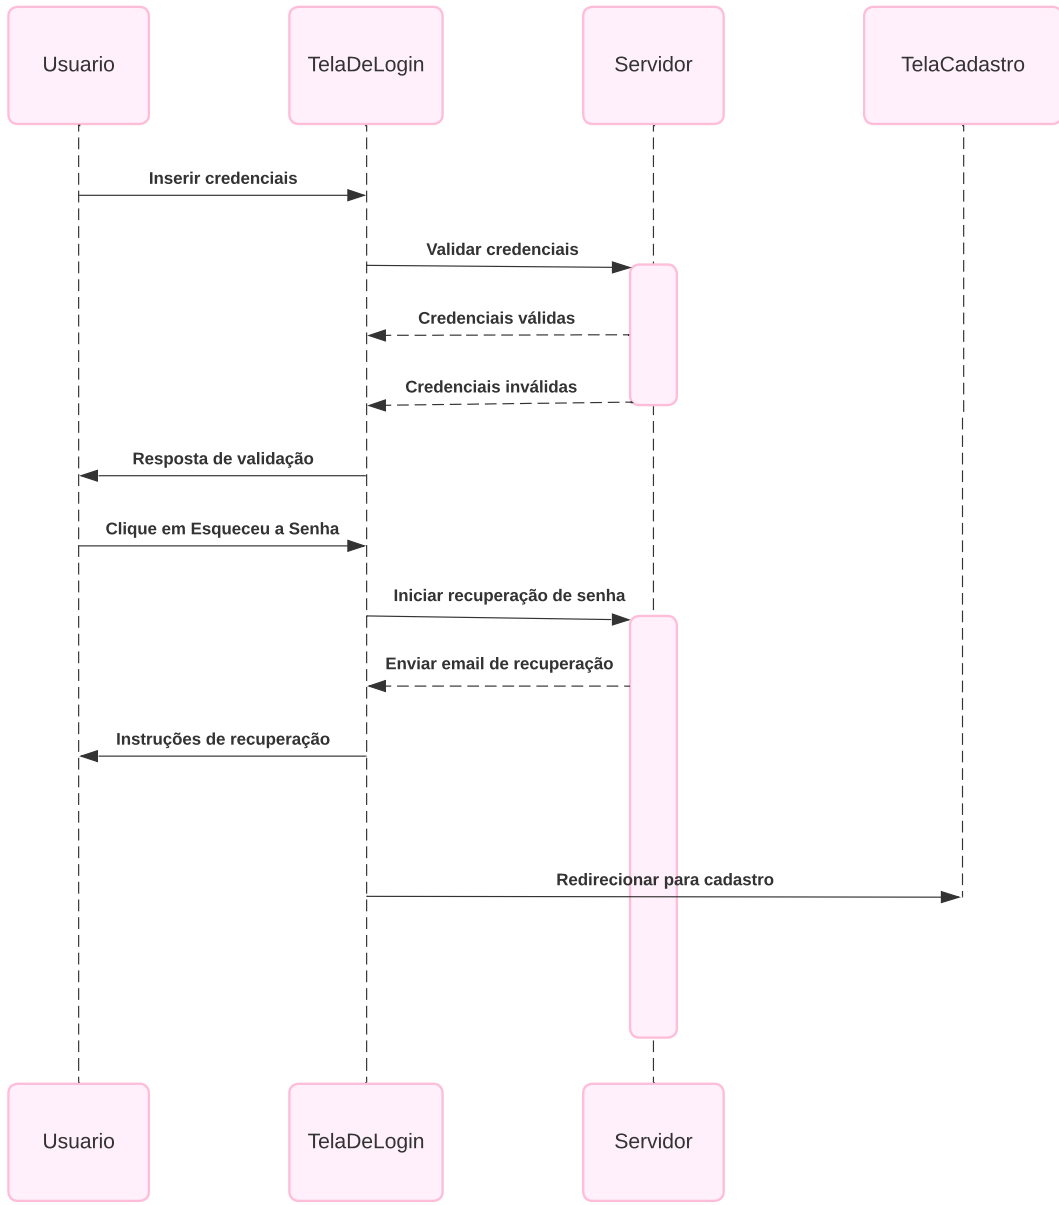 Usuario
TelaDeLogin
Servidor
TelaCadastro
Inserir credenciais
Validar credenciais
Credenciais válidas
Credenciais inválidas
Resposta de validação
Clique em Esqueceu a Senha
Iniciar recuperação de senha
Enviar email de recuperação
Instruções de recuperação
Redirecionar para cadastro
Usuario
TelaDeLogin
Servidor